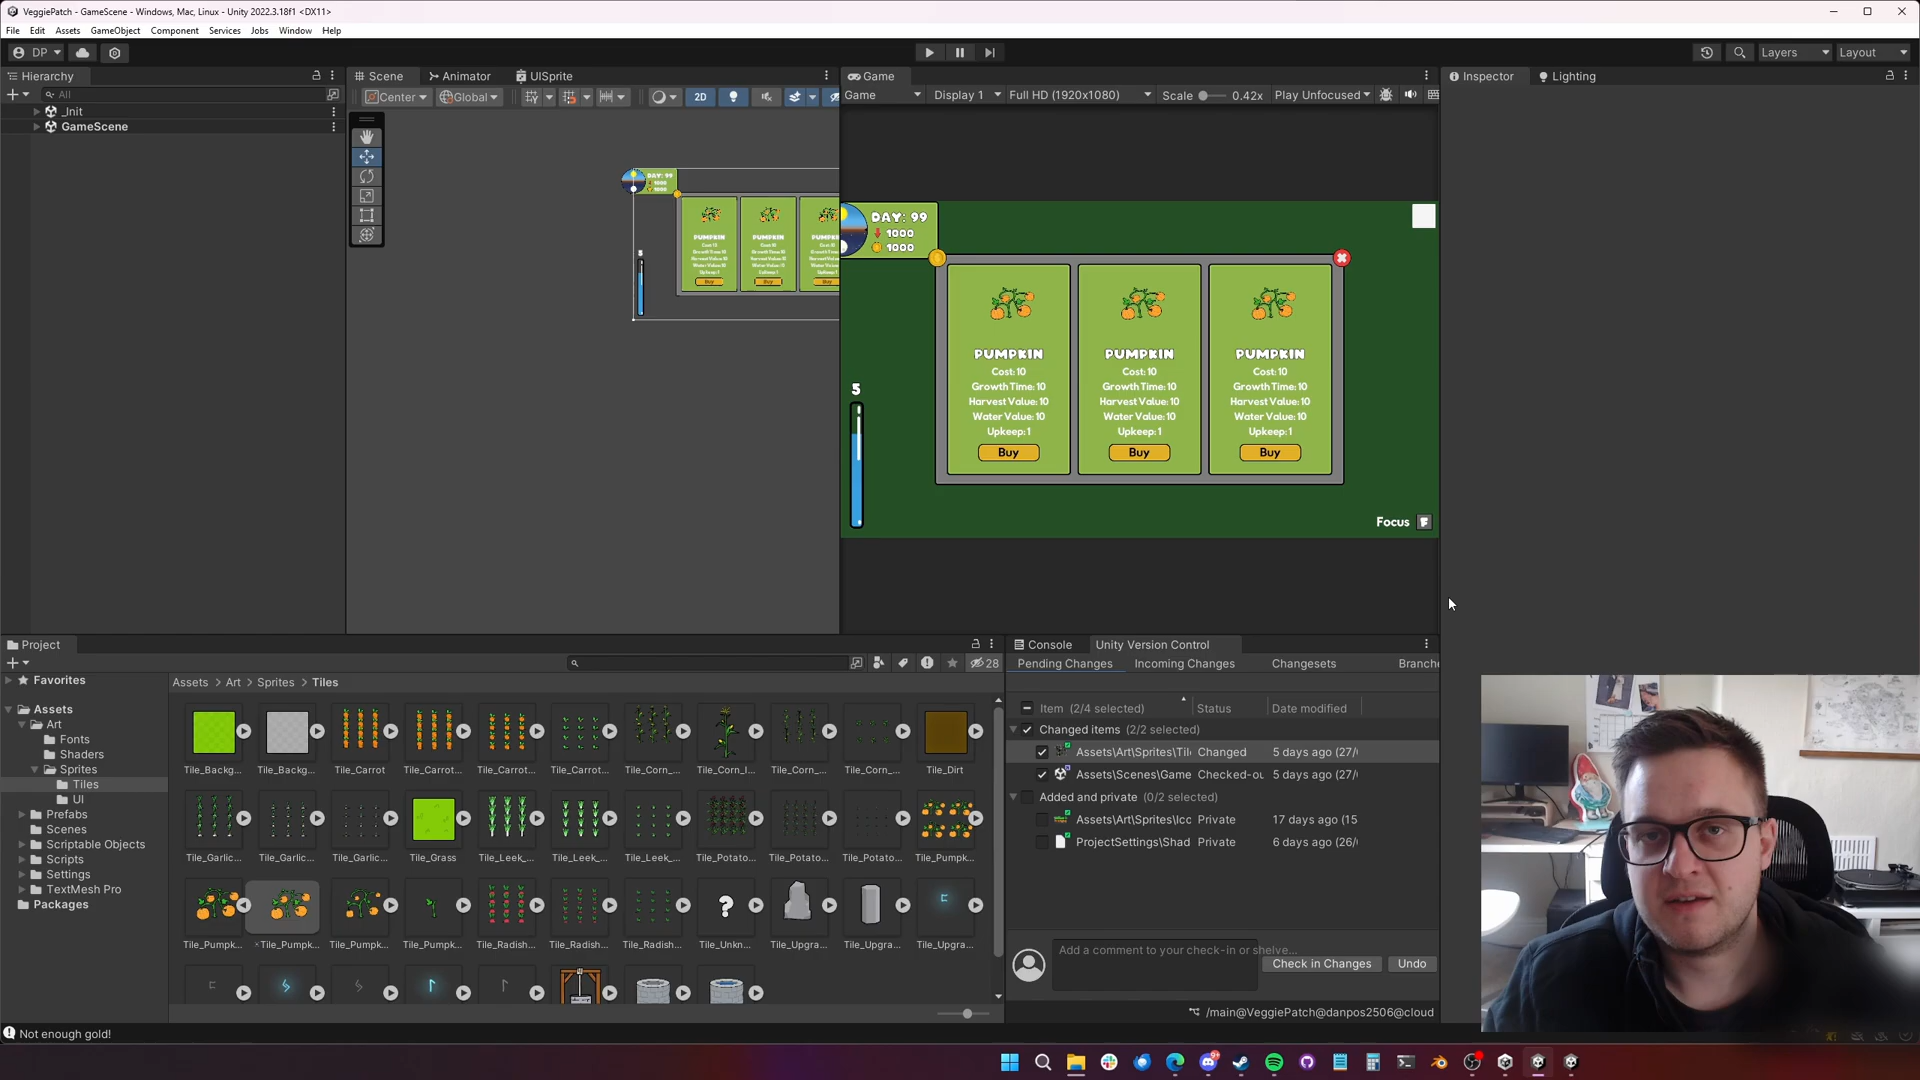 VeggiePatch - GameScene - Windows, Mac, Linux - Unity 2022.3.18f1 <DX11>
File Edit Assets GameObject Component Services Jobs Window Help
DP Layers Layout
Hierarchy
All
_Init
GameScene
Scene Animator UISprite
Center Global 2D
DAY: 99
1000
1000
PUMPKIN PUMPKIN
Buy Buy Buy
5
Game
Game Display 1 Full HD (1920x1080) Scale 0.42x Play Unfocused
DAY: 99
1000
1000
5
PUMPKIN PUMPKIN PUMPKIN
Cost: 10 Cost: 10 Cost: 10
Growth Time: 10 Growth Time: 10 Growth Time: 10
Harvest Value: 10 Harvest Value: 10 Harvest Value: 10
Water Value: 10 Water Value: 10 Water Value: 10
Upkeep: 1 Upkeep: 1 Upkeep: 1
Buy Buy Buy
Focus F
Inspector Lighting
Project
28
Favorites
Assets
Art
Fonts
Shaders
Sprites
Tiles
UI
Prefabs
Scenes
Scriptable Objects
Scripts
Settings
TextMesh Pro
Packages
Assets Art Sprites Tiles
Tile_Backg... Tile_Backg... Tile_Carrot Tile_Carrot... Tile_Carrot... Tile_Carrot... Tile_Corn_... Tile_Corn_I... Tile_Corn_... Tile_Corn_... Tile_Dirt
Tile_Garlic... Tile_Garlic... Tile_Garlic... Tile_Grass Tile_Leek_... Tile_Leek_... Tile_Leek_... Tile_Potato... Tile_Potato... Tile_Potato... Tile_Pumpk...
?
Tile_Pumpk... Tile_Pumpk... Tile_Pumpk... Tile_Pumpk... Tile_Radish... Tile_Radish... Tile_Radish... Tile_Unkn... Tile_Upgra... Tile_Upgra... Tile_Upgra...
Console Unity Version Control
Pending Changes Incoming Changes Changesets Branche
Item (2/4 selected) Status Date modified
Changed items (2/2 selected)
Assets\Art\Sprites\Til Changed 5 days ago (27/
Assets\Scenes\Game Checked-ou 5 days ago (27/
Added and private (0/2 selected)
Assets\Art\Sprites\Icc Private 17 days ago (15
ProjectSettings\Shad Private 6 days ago (26/
Add a comment to your check-in or shelve...
Check in Changes Undo
/main@VeggiePatch@danpos2506@cloud
Not enough gold!